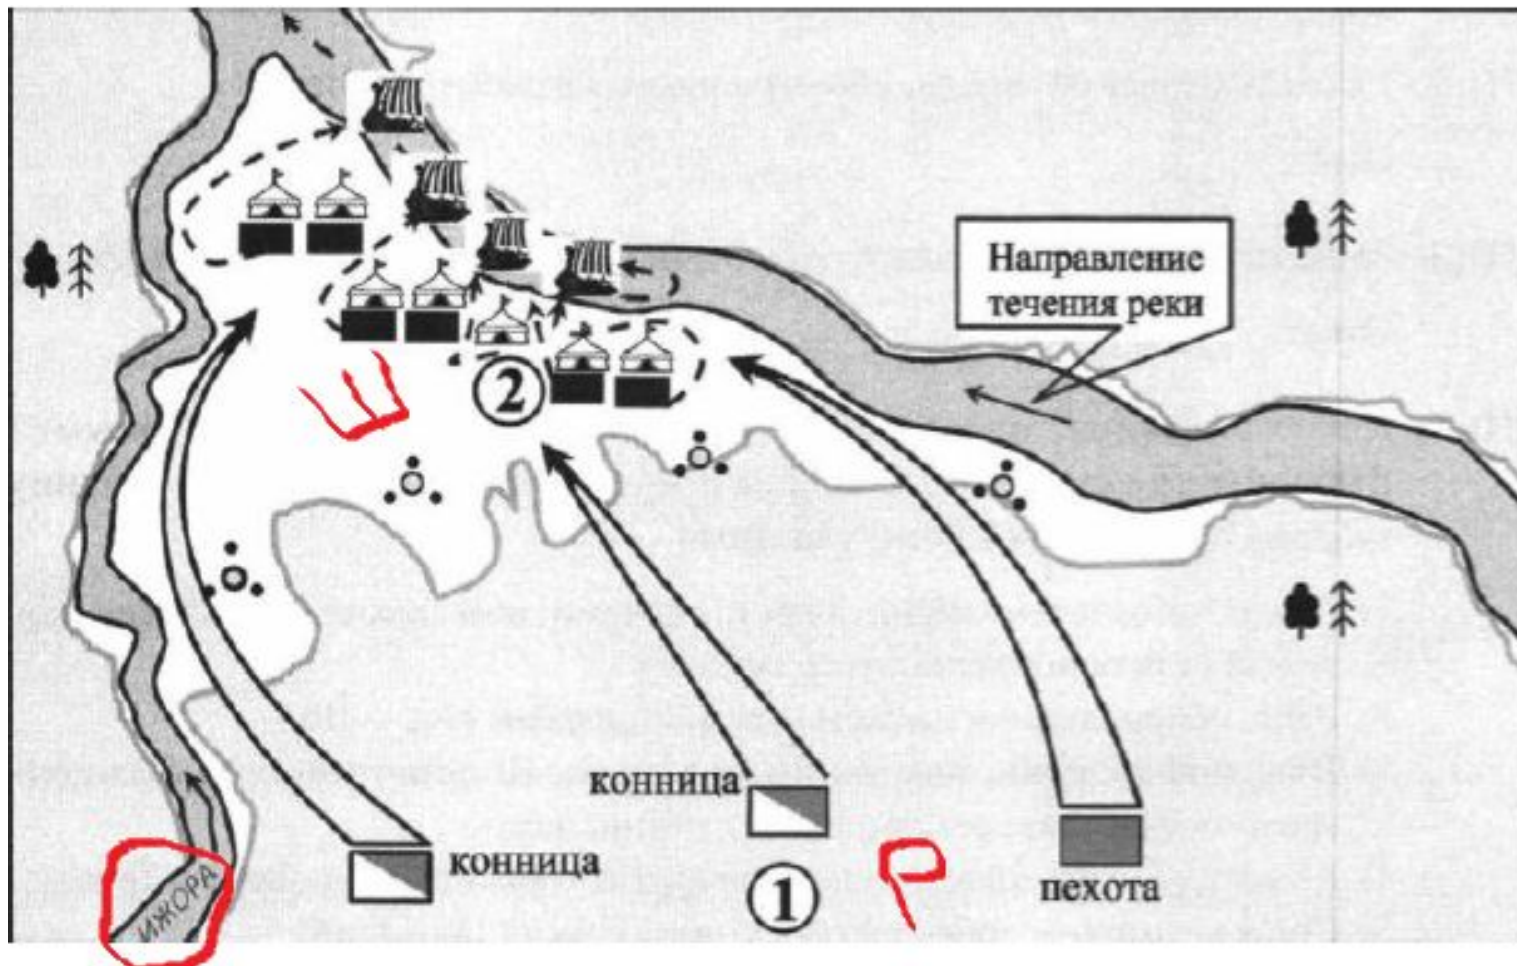 Направление
течения реки
Ш
2
конница
конница
1
Р
пехота
ИЖОРА